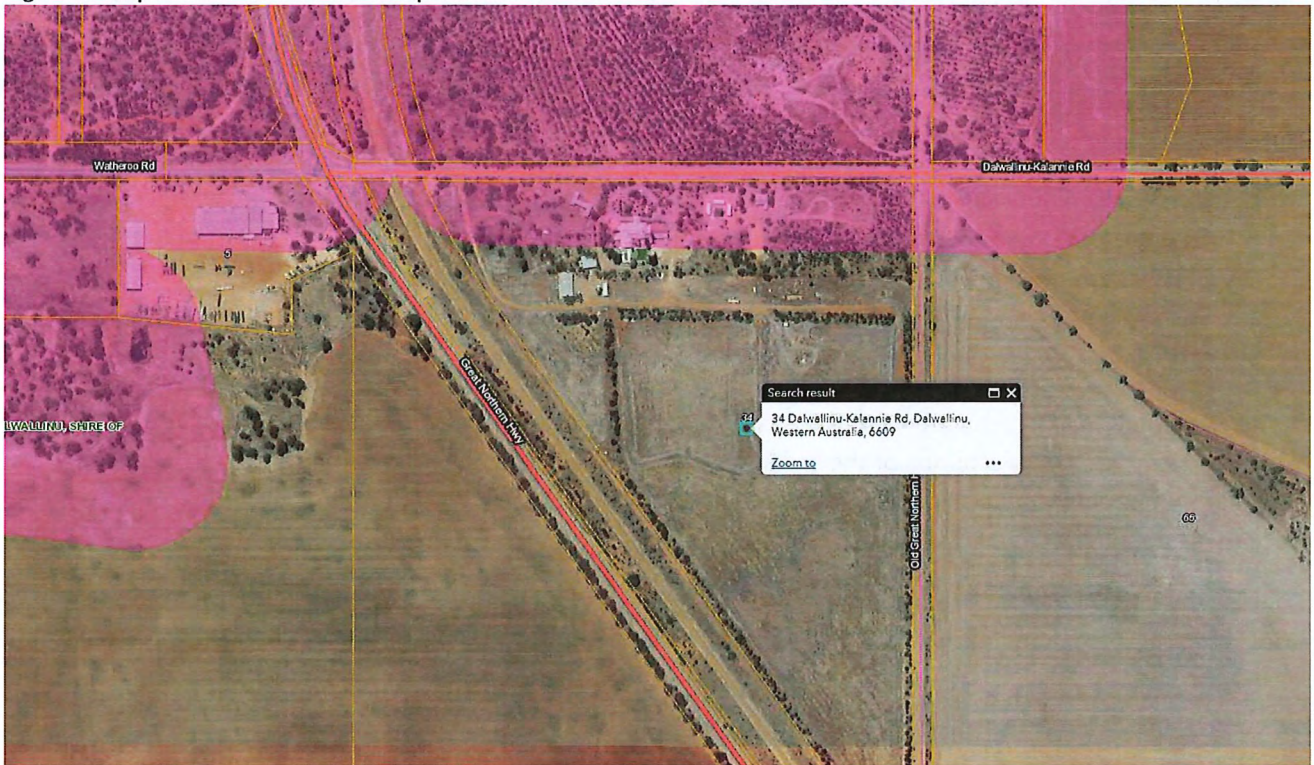 Watheroo Rd
Dalwallinu-Kalannie Rd
5
Great Northern Hwy
34
Search result
34 Dalwallinu-Kalannie Rd, Dalwallinu,
Western Australia, 6609
Zoom to
•••
LWALLINU, SHIRE OF
Old Great Northern H
65